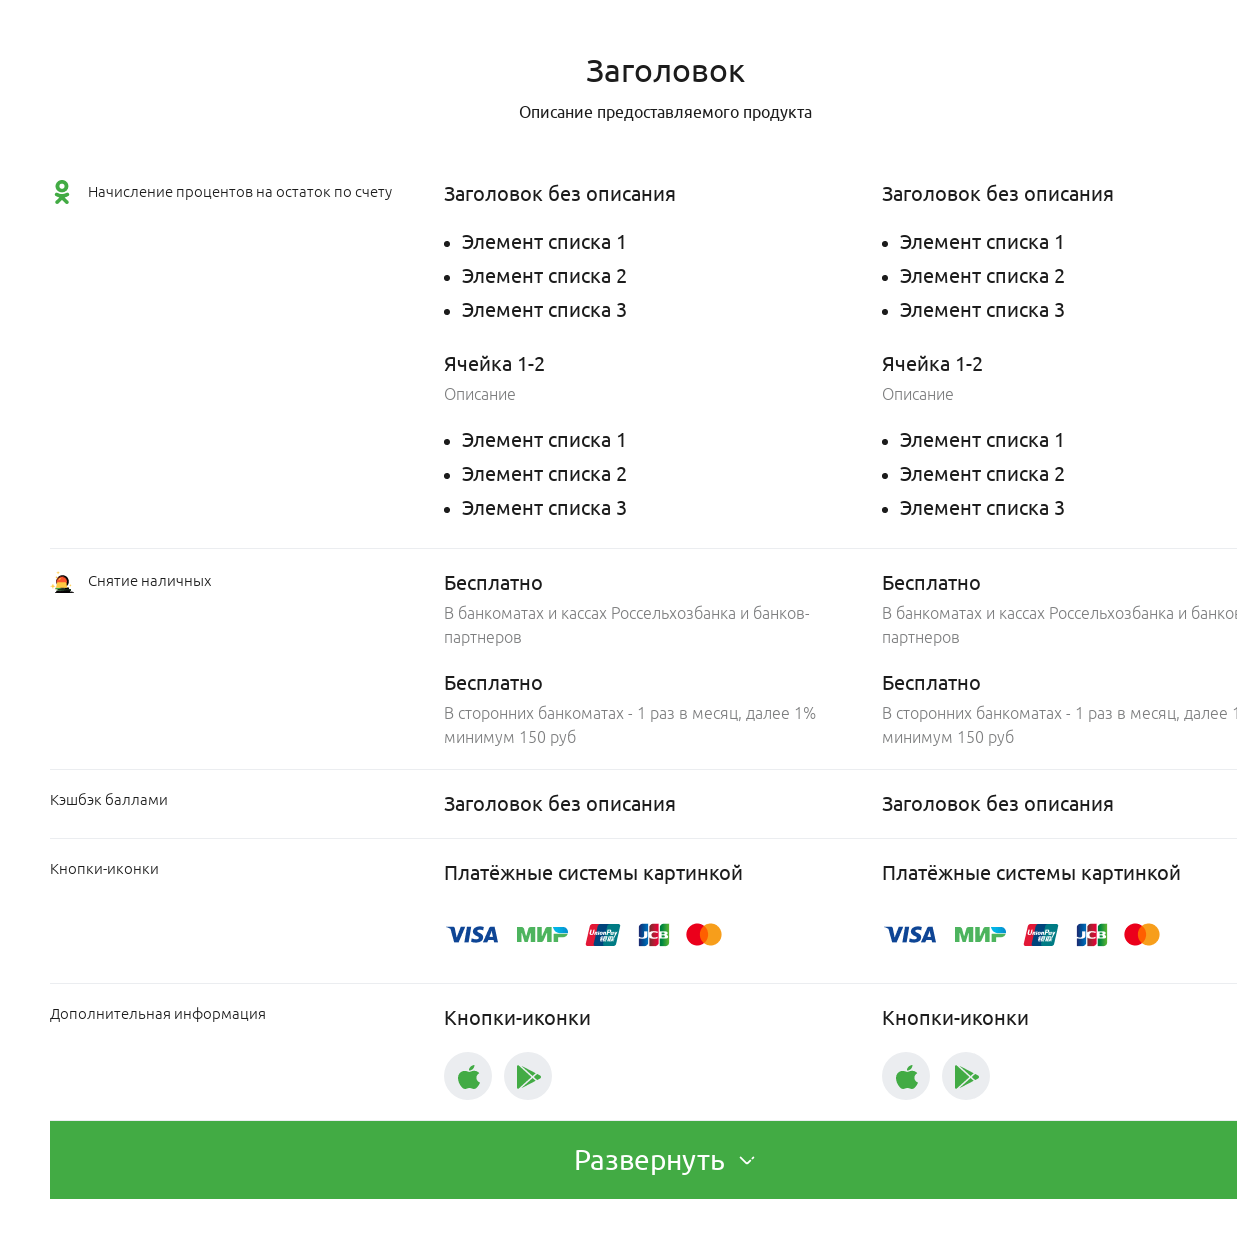 Заголовок
Описание предоставляемого продукта
Начисление процентов на остаток по счету
Заголовок без описания
Элемент списка 1
Элемент списка 2
Элемент списка 3
Ячейка 1-2
Описание
Элемент списка 1
Элемент списка 2
Элемент списка 3
Заголовок без описания
Элемент списка 1
Элемент списка 2
Элемент списка 3
Ячейка 1-2
Описание
Элемент списка 1
Элемент списка 2
Элемент списка 3
Снятие наличных
Бесплатно
В банкоматах и кассах Россельхозбанка и банков-
партнеров
Бесплатно
В сторонних банкоматах - 1 раз в месяц, далее 1%
минимум 150 руб
Бесплатно
В банкоматах и кассах Россельхозбанка и банков
партнеров
Бесплатно
В сторонних банкоматах - 1 раз в месяц, далее 1
минимум 150 руб
Кэшбэк баллами
Заголовок без описания
Заголовок без описания
Кнопки-иконки
Платёжные системы картинкой
VISA МИР UnionPay 银联 JCB
Платёжные системы картинкой
VISA МИР UnionPay 银联 JCB
Дополнительная информация
Кнопки-иконки
Кнопки-иконки
Развернуть